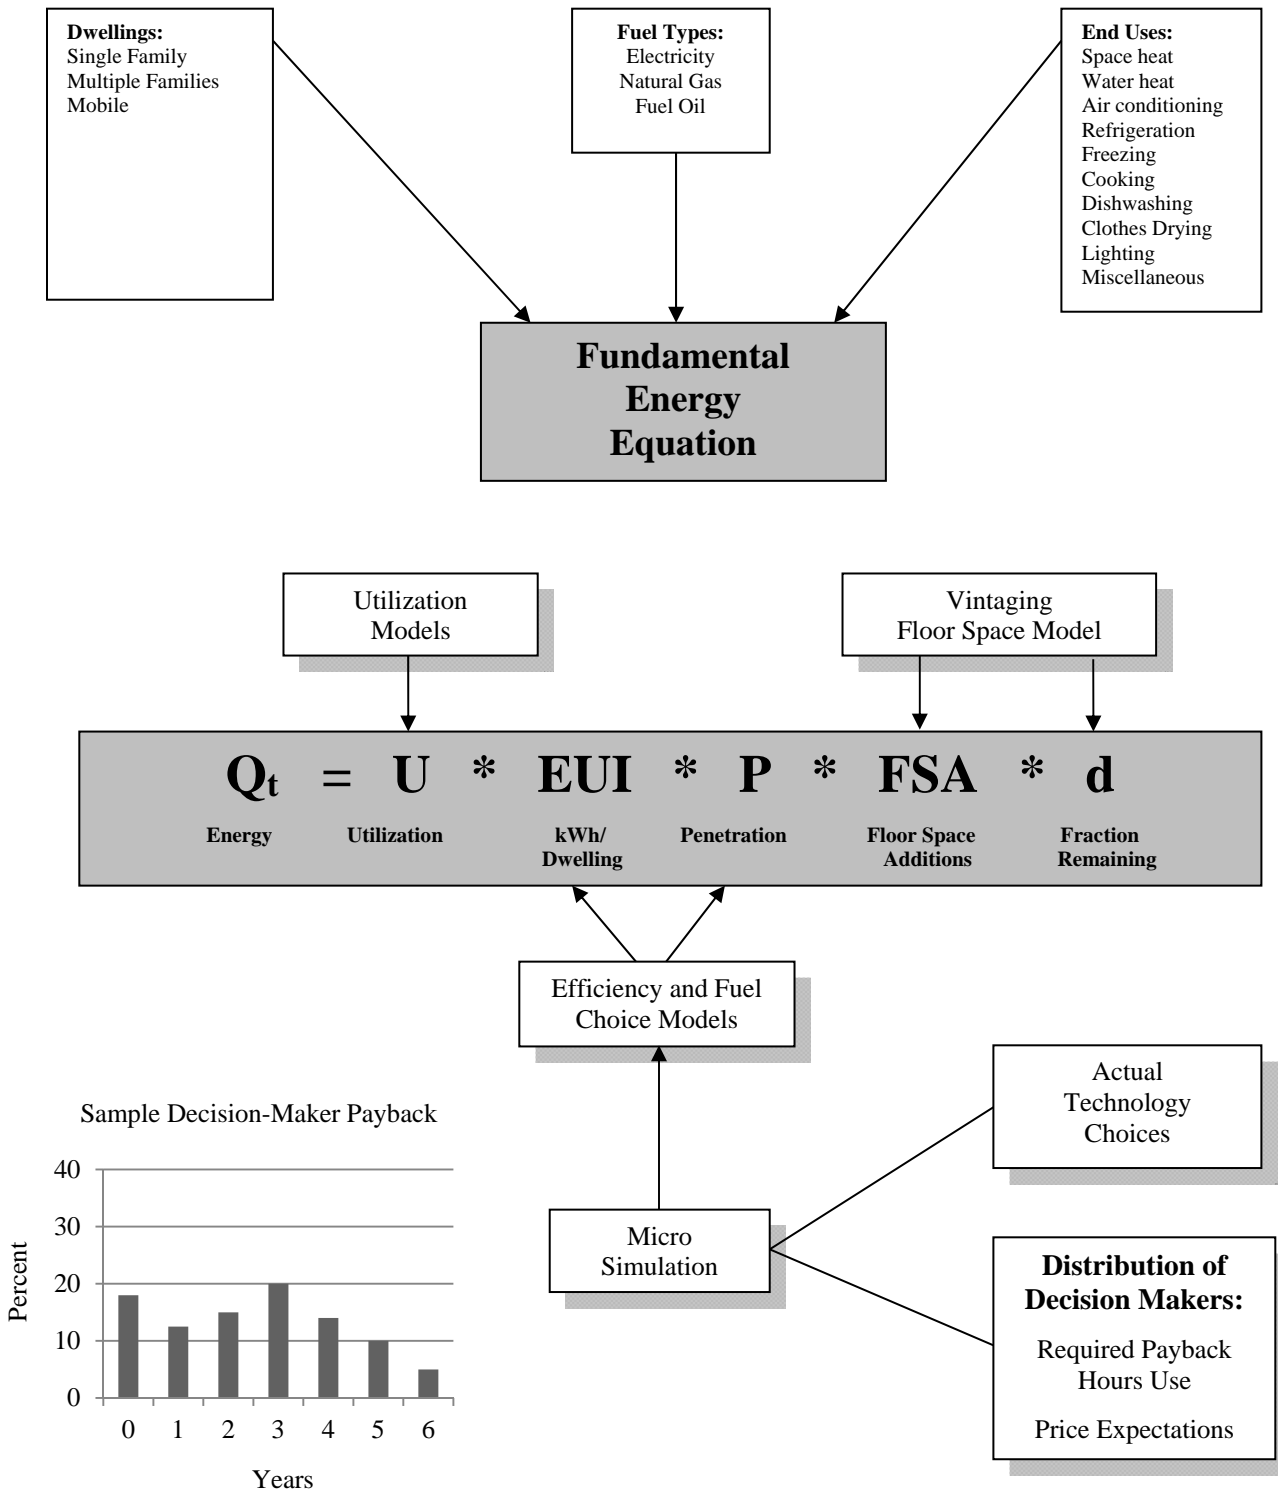 Dwellings:
Single Family
Multiple Families
Mobile
Fuel Types:
Electricity
Natural Gas
Fuel Oil
End Uses:
Space heat
Water heat
Air conditioning
Refrigeration
Freezing
Cooking
Dishwashing
Clothes Drying
Lighting
Miscellaneous
Fundamental
Energy
Equation
Utilization
Models
Vintaging
Floor Space Model
Qt = U * EUI * P * FSA * d
Energy Utilization kWh/ Penetration Floor Space Fraction
Dwelling Additions Remaining
Efficiency and Fuel
Choice Models
Actual
Technology
Choices
Micro
Simulation
Distribution of
Decision Makers:
Required Payback
Hours Use
Price Expectations
Sample Decision-Maker Payback
Percent
40
30
20
10
0
0 1 2 3 4 5 6
Years